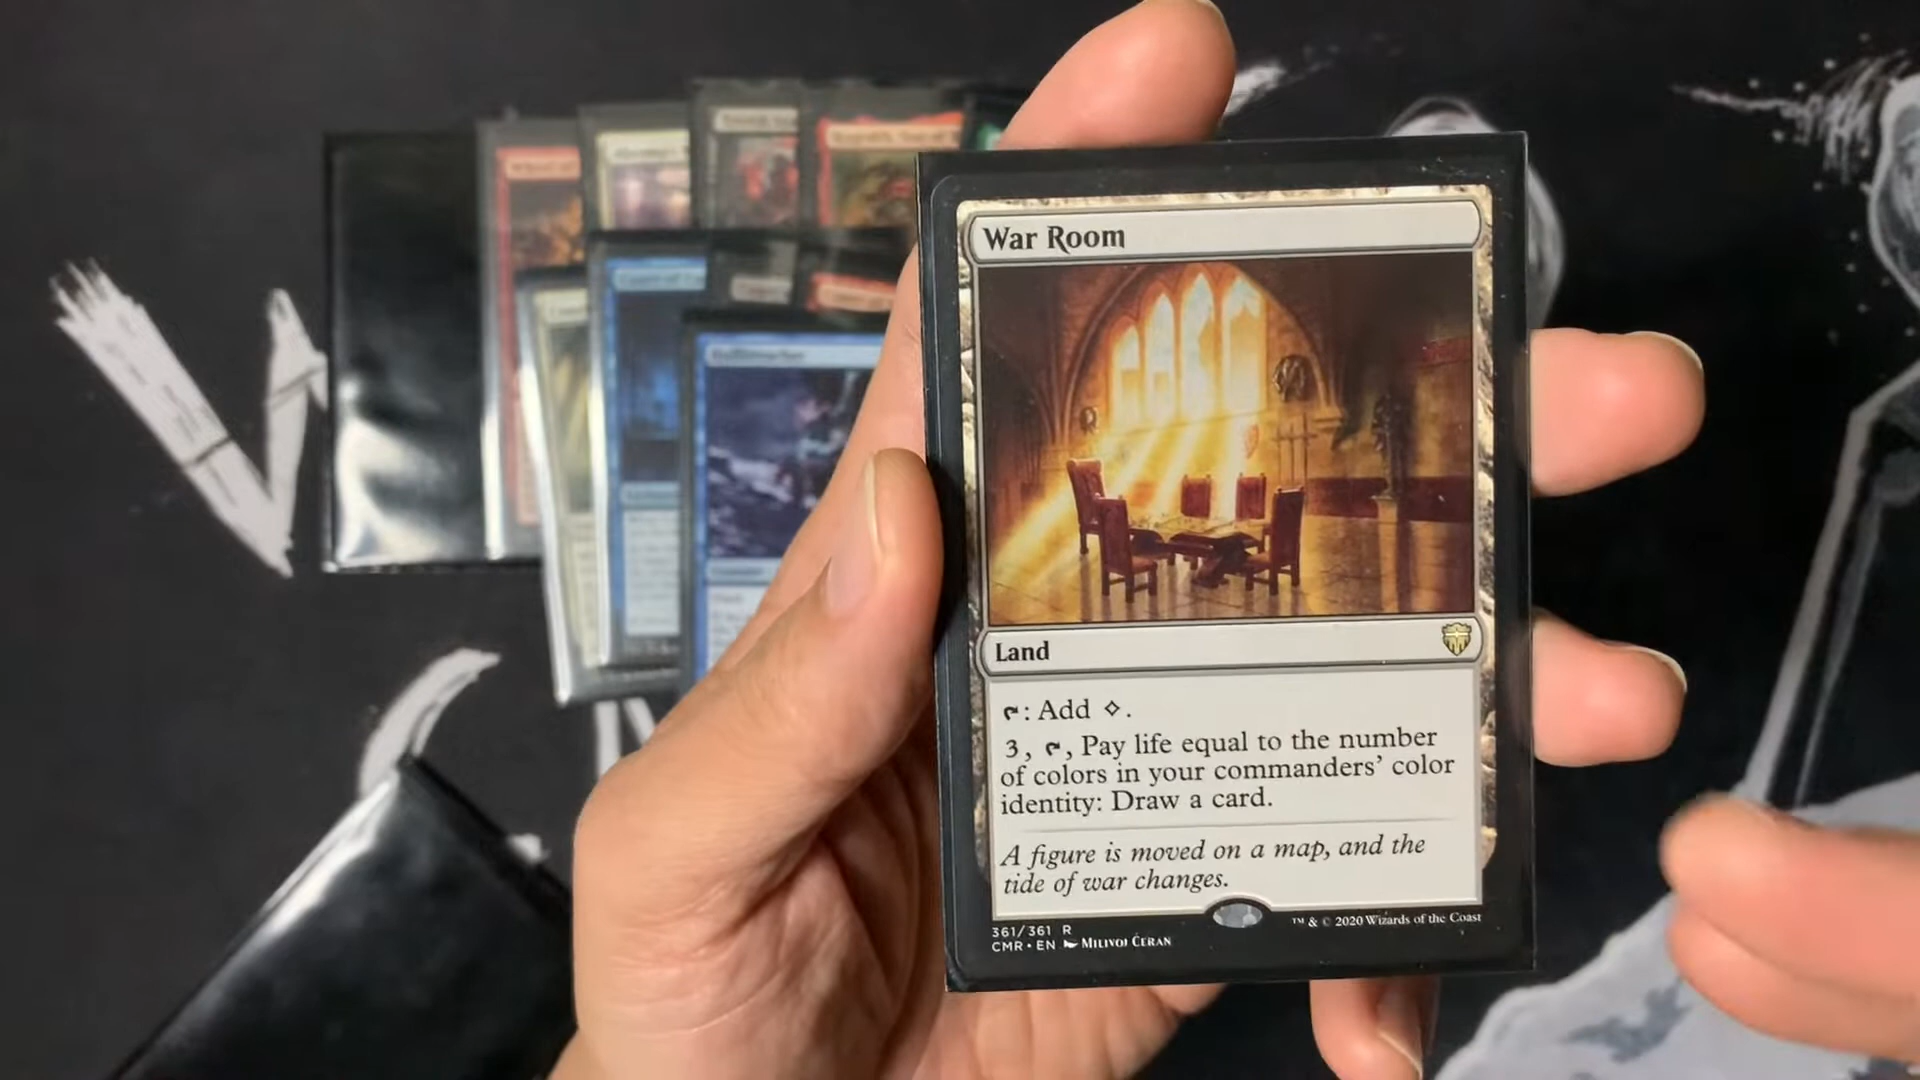 War Room
Land
: Add .
3, , Pay life equal to the number
of colors in your commanders' color
identity: Draw a card.
A figure is moved on a map, and the
tide of war changes.
361/361 R
CMR • EN MILIVOJ ĆERAN
™ & © 2020 Wizards of the Coast
Hullbreacher